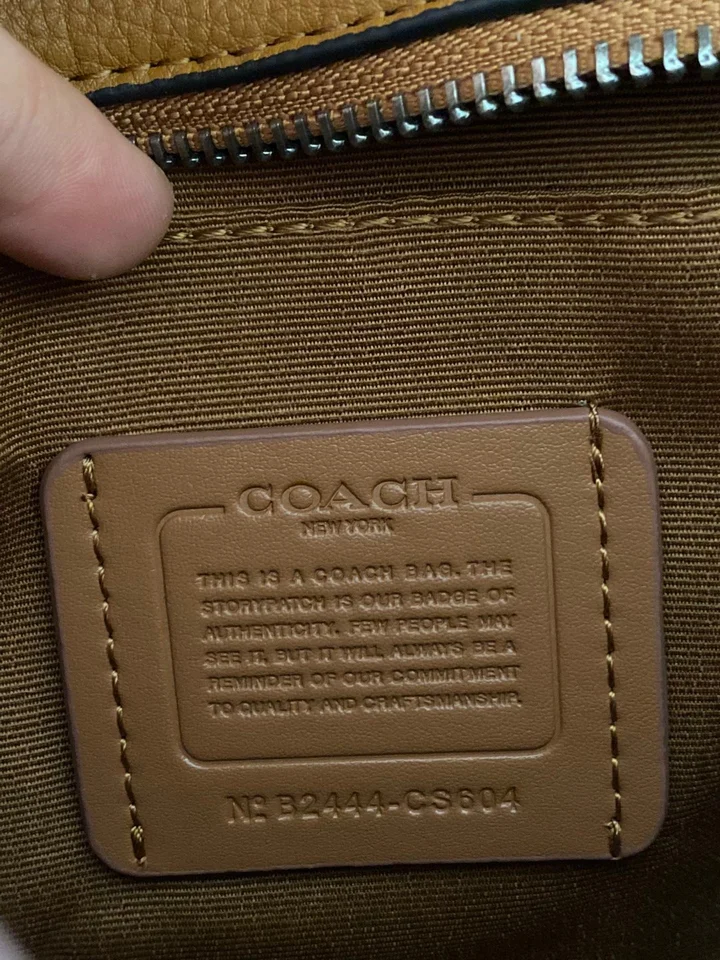 COACH
NEW YORK
THIS IS A COACH BAG. THE
STORYPATCH IS OUR BADGE OF
AUTHENTICITY. FEW PEOPLE MAY
SEE IT, BUT IT WILL ALWAYS BE A
REMINDER OF OUR COMMITMENT
TO QUALITY AND CRAFTSMANSHIP.
Nº B2444-CS604